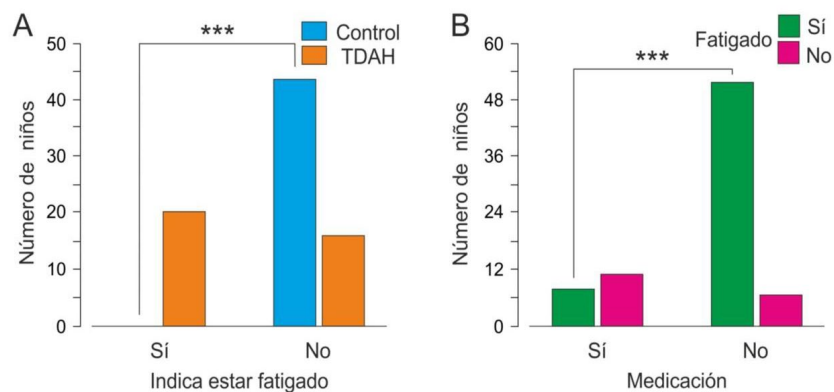 A
***
Control
TDAH
50
40
30
20
10
0
Número de niños
Sí
No
Indica estar fatigado
B
***
Fatigado
Sí
No
60
48
36
24
12
0
Número de niños
Sí
No
Medicación